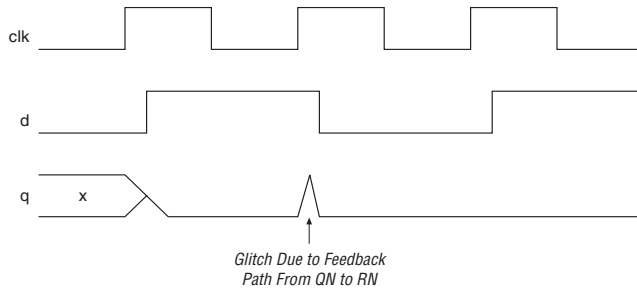 clk
d
q
x
Glitch Due to Feedback
Path From QN to RN